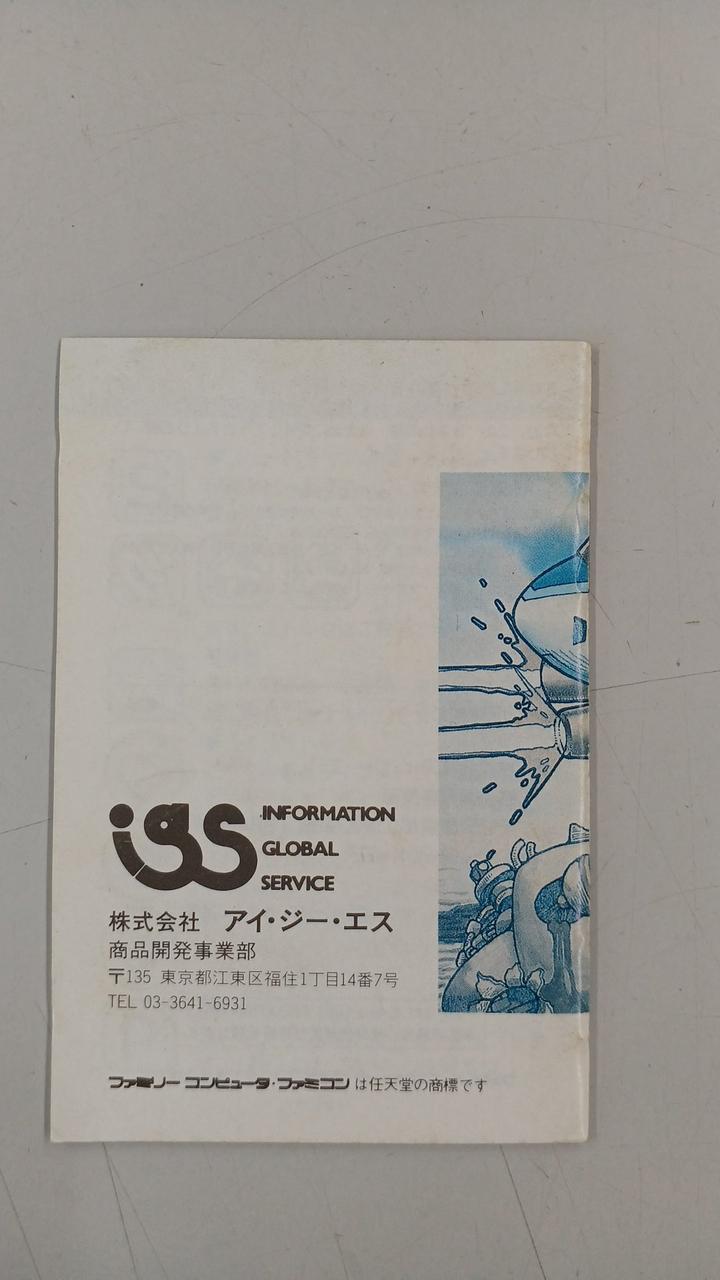 igs
INFORMATION
GLOBAL
SERVICE
株式会社 アイ・ジー・エス
商品開発事業部
〒135 東京都江東区福住1丁目14番7号
TEL 03-3641-6931
ファミリー コンピュータ・ファミコン は任天堂の商標です